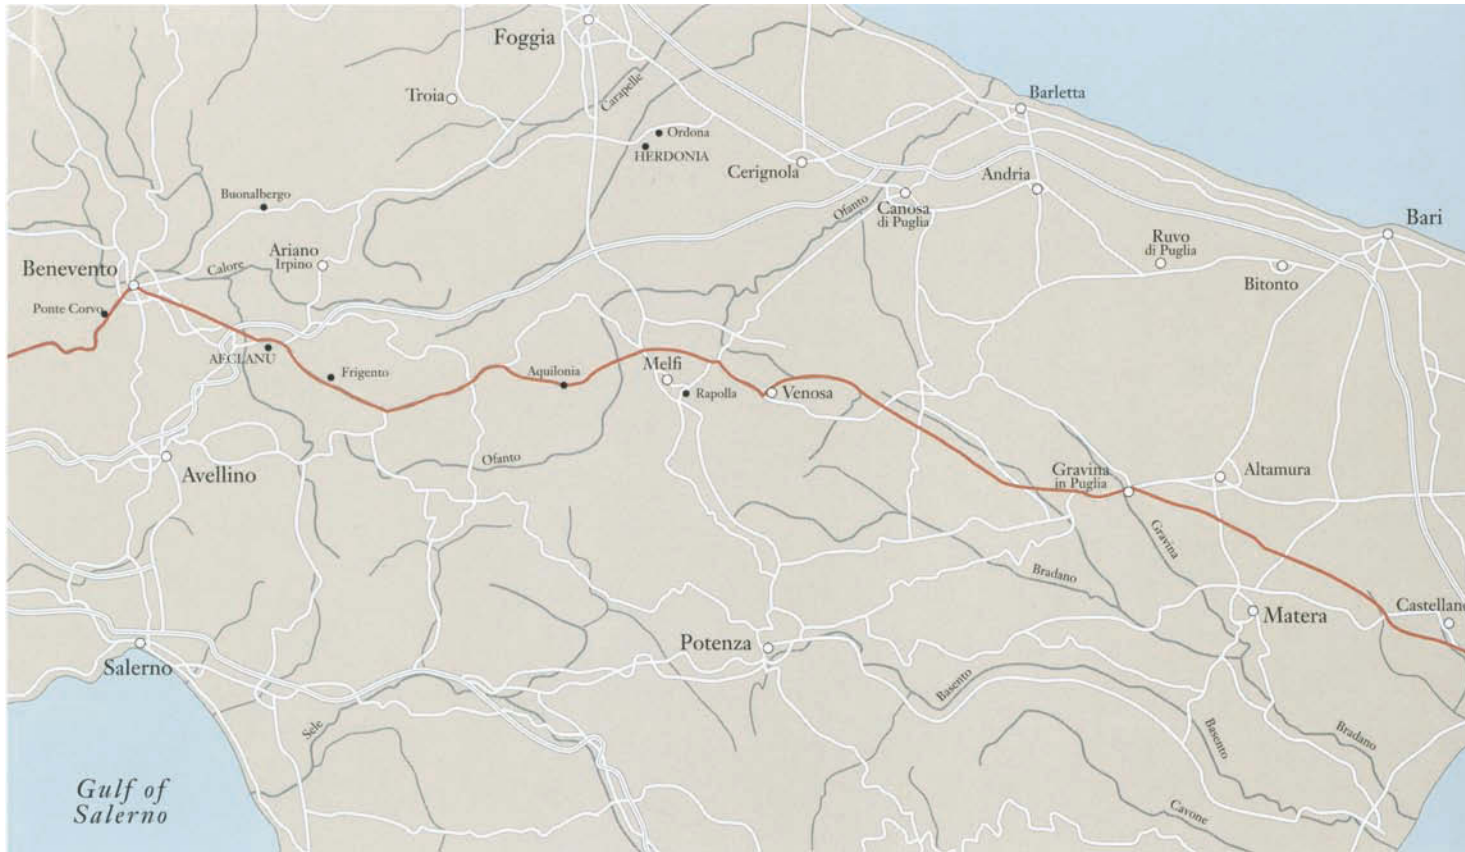 Foggia
Troia
Carapelle
Barletta
Ordona
HERDONIA
Cerignola
Andria
Buonalbergo
Ofanto
Canosa
di Puglia
Bari
Ariano
Irpino
Ruvo
di Puglia
Benevento
Calore
Bitonto
Ponte Corvo
AECLANU
Frigento
Aquilonia
Melfi
Rapolla
Venosa
Ofanto
Avellino
Gravina
in Puglia
Altamura
Gravina
Bradano
Matera
Castellane
Potenza
Salerno
Basento
Sele
Basento
Bradano
Gulf of
Salerno
Cavone